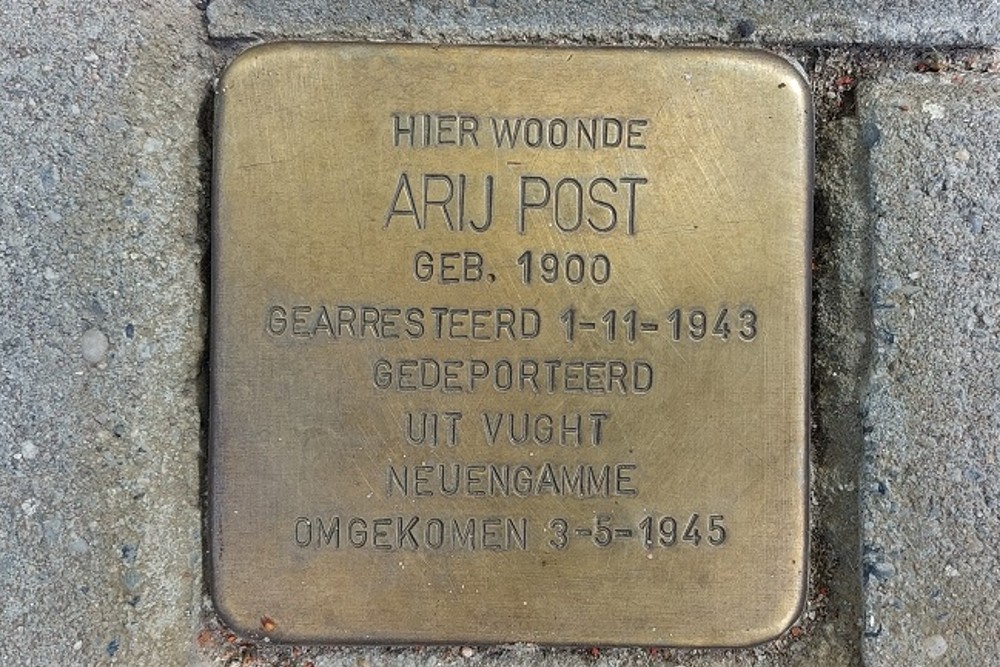 HIER WOONDE
ARIJ POST
GEB. 1900
GEARRESTEERD 1-11-1943
GEDEPORTEERD
UIT VUGHT
NEUENGAMME
OMGEKOMEN 3-5-1945